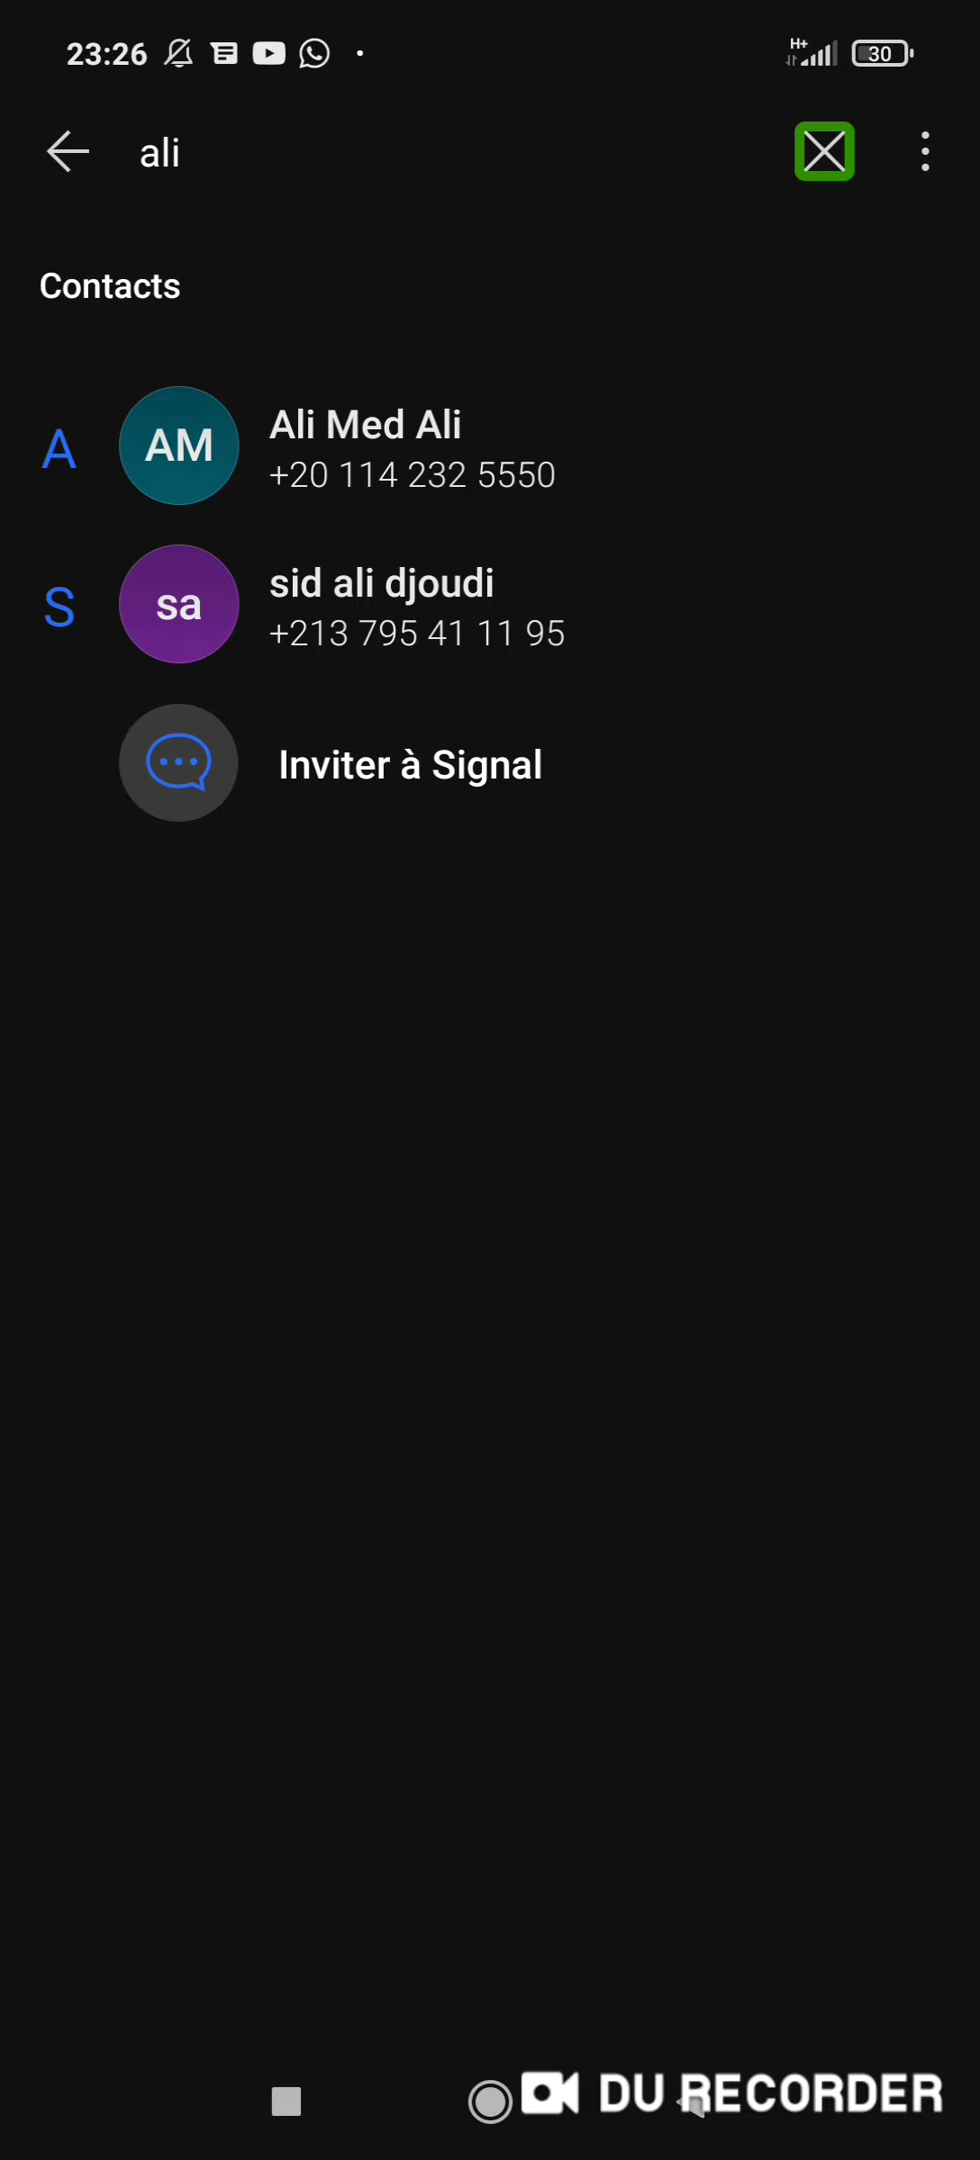 23:26
H+
30
ali
Contacts
A
AM
Ali Med Ali
+20 114 232 5550
S
sa
sid ali djoudi
+213 795 41 11 95
Inviter à Signal
DU RECORDER